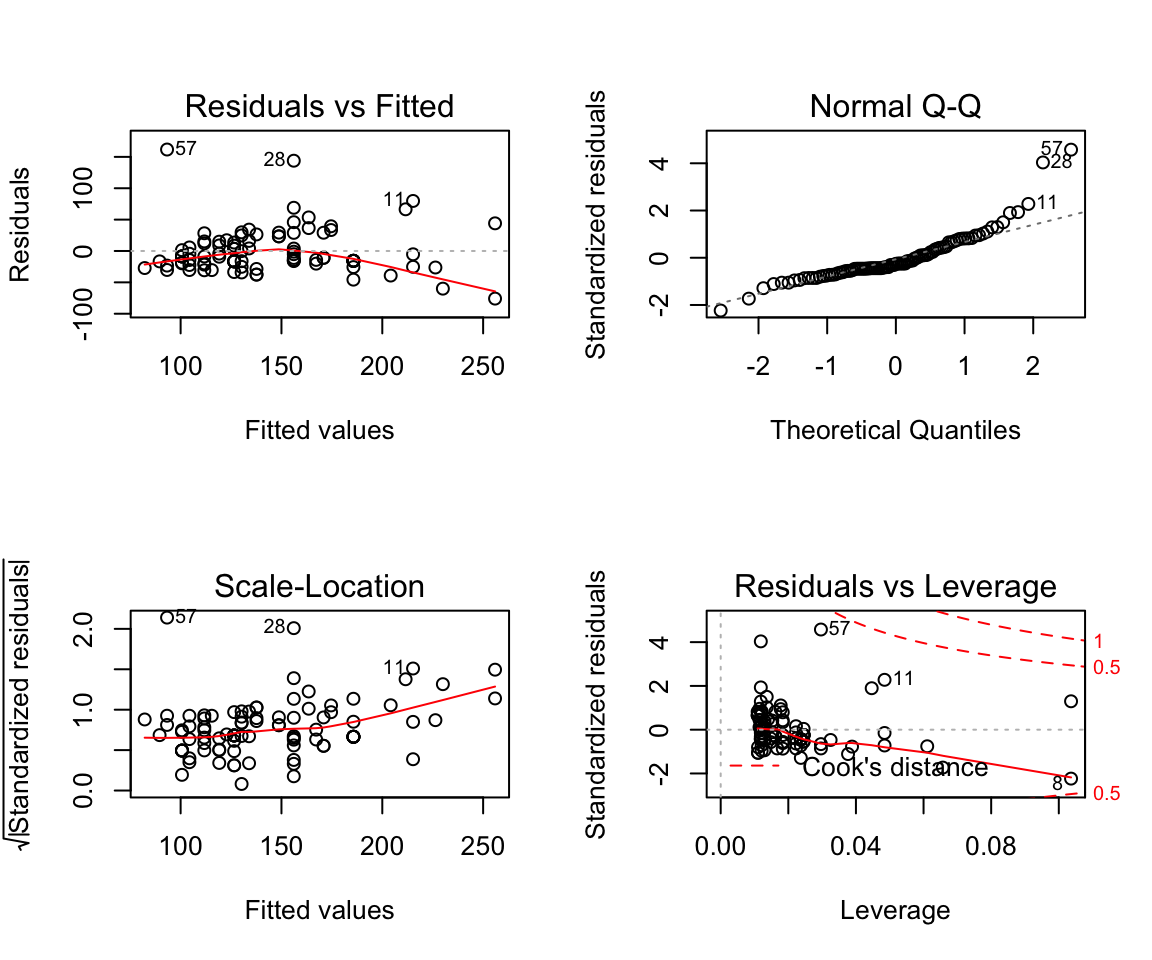 Residuals vs Fitted
Residuals
-100 0 100
57
28
11
100 150 200 250
Fitted values
Normal Q-Q
Standardized residuals
-2 0 2 4
57
28
11
-2 -1 0 1 2
Theoretical Quantiles
Scale-Location
√|Standardized residuals|
0.0 1.0 2.0
57
28
11
100 150 200 250
Fitted values
Residuals vs Leverage
Standardized residuals
-2 0 2 4
57
11
8
1
0.5
0.5
Cook's distance
0.00 0.04 0.08
Leverage